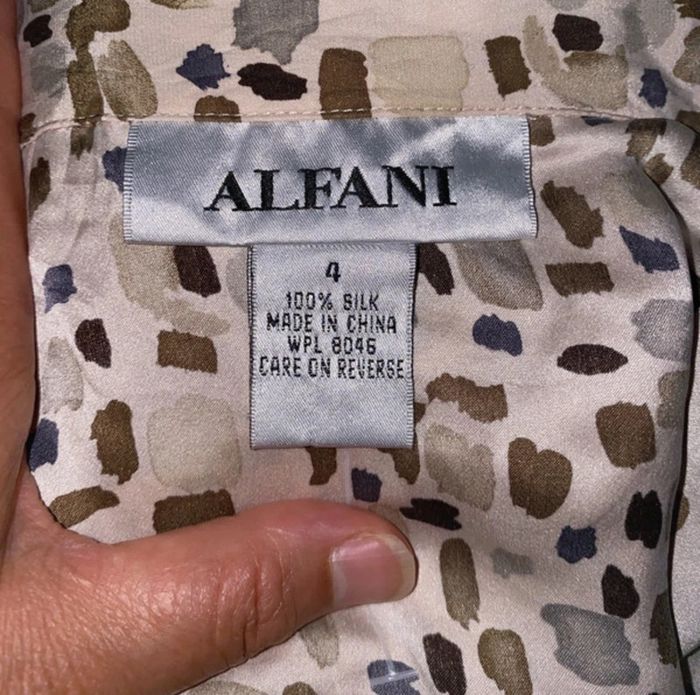 ALFANI
4
100% SILK
MADE IN CHINA
WPL 8046
CARE ON REVERSE